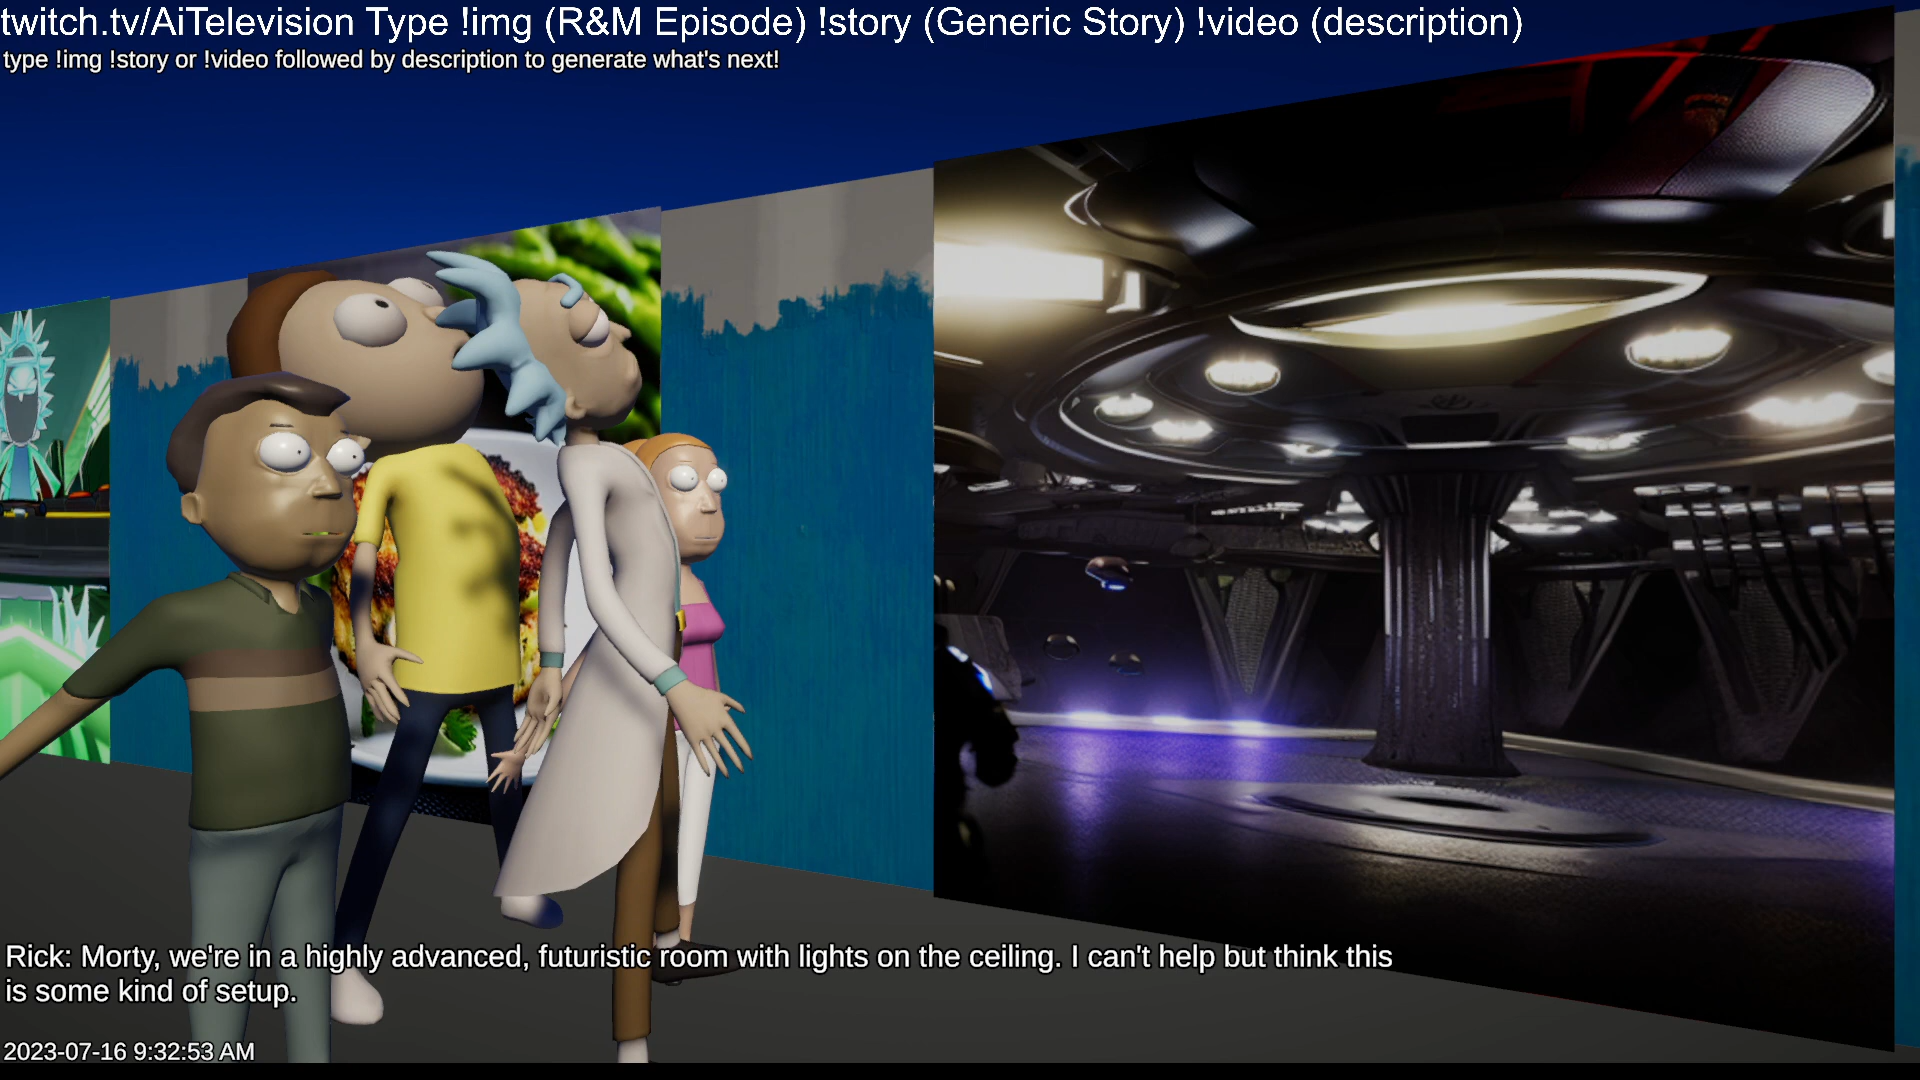 twitch.tv/AiTelevision Type !img (R&M Episode) !story (Generic Story) !video (description)
type !img !story or !video followed by description to generate what's next!
Rick: Morty, we're in a highly advanced, futuristic room with lights on the ceiling. I can't help but think this
is some kind of setup.
2023-07-16 9:32:53 AM